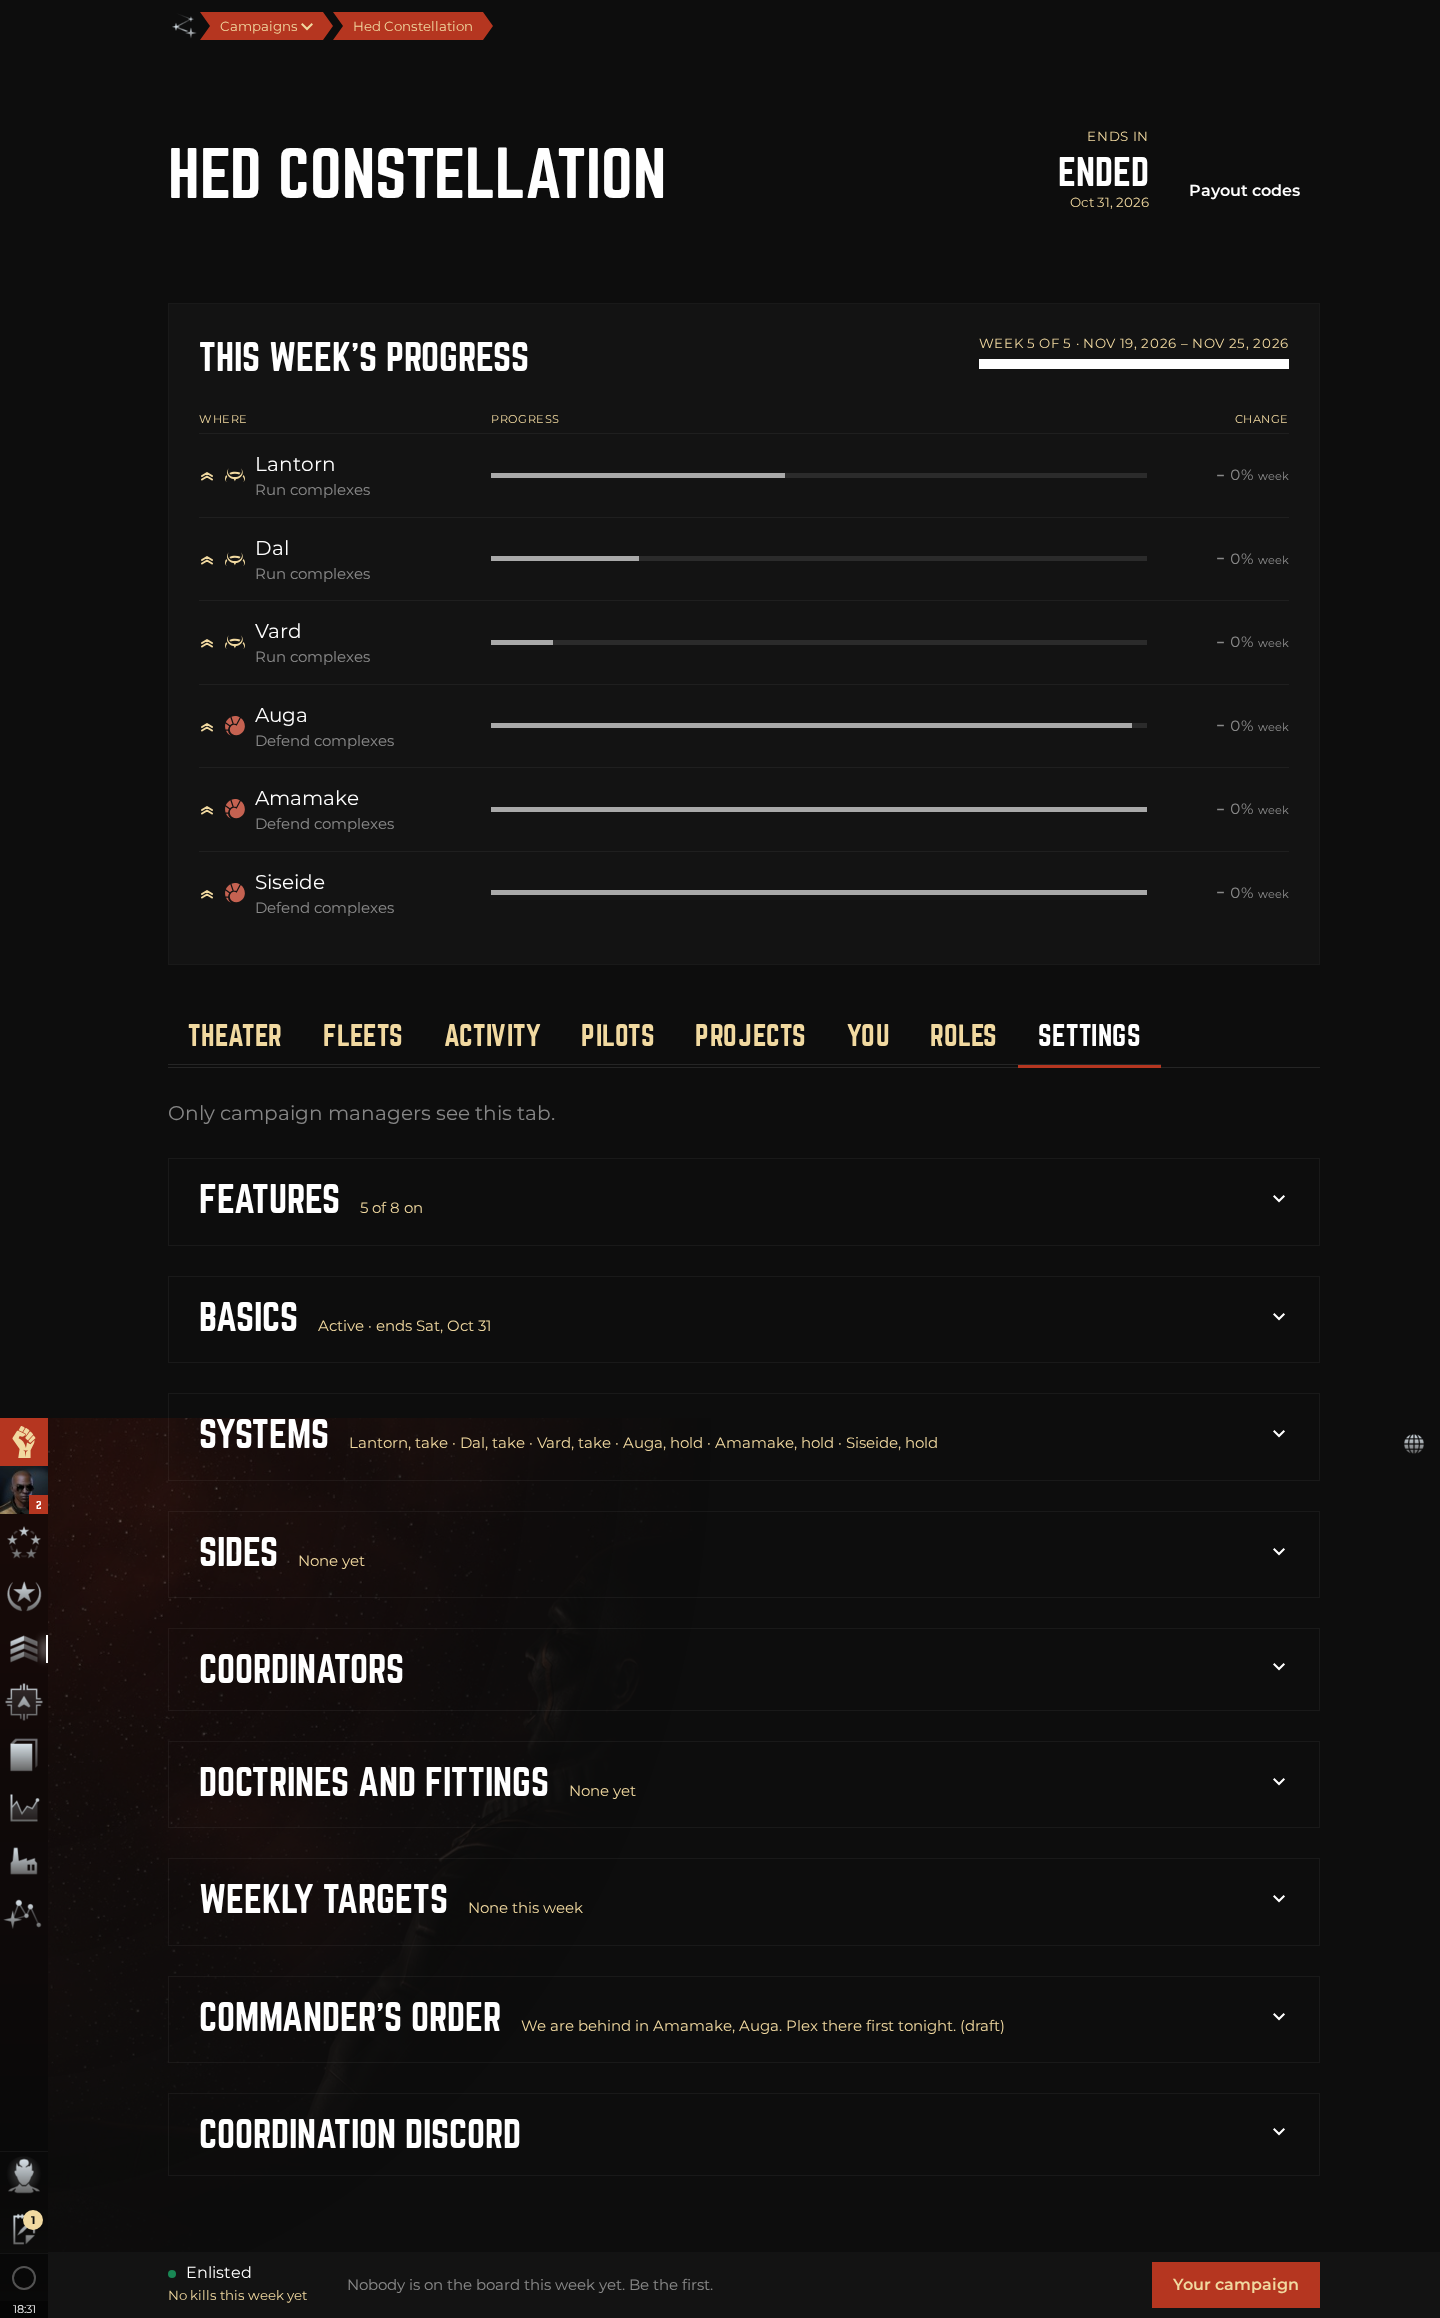 Campaigns
Hed Constellation
HED CONSTELLATION
ENDS IN
ENDED
Oct 31, 2026
Payout codes
THIS WEEK'S PROGRESS
WEEK 5 OF 5 · NOV 19, 2026 – NOV 25, 2026
WHERE PROGRESS CHANGE
Lantorn
Run complexes
– 0% week
Dal
Run complexes
– 0% week
Vard
Run complexes
– 0% week
Auga
Defend complexes
– 0% week
Amamake
Defend complexes
– 0% week
Siseide
Defend complexes
– 0% week
THEATER FLEETS ACTIVITY PILOTS PROJECTS YOU ROLES SETTINGS
Only campaign managers see this tab.
FEATURES 5 of 8 on
BASICS Active · ends Sat, Oct 31
SYSTEMS Lantorn, take · Dal, take · Vard, take · Auga, hold · Amamake, hold · Siseide, hold
2
SIDES None yet
COORDINATORS
DOCTRINES AND FITTINGS None yet
WEEKLY TARGETS None this week
COMMANDER'S ORDER We are behind in Amamake, Auga. Plex there first tonight. (draft)
COORDINATION DISCORD
1
Enlisted
No kills this week yet
Nobody is on the board this week yet. Be the first.
Your campaign
18:31